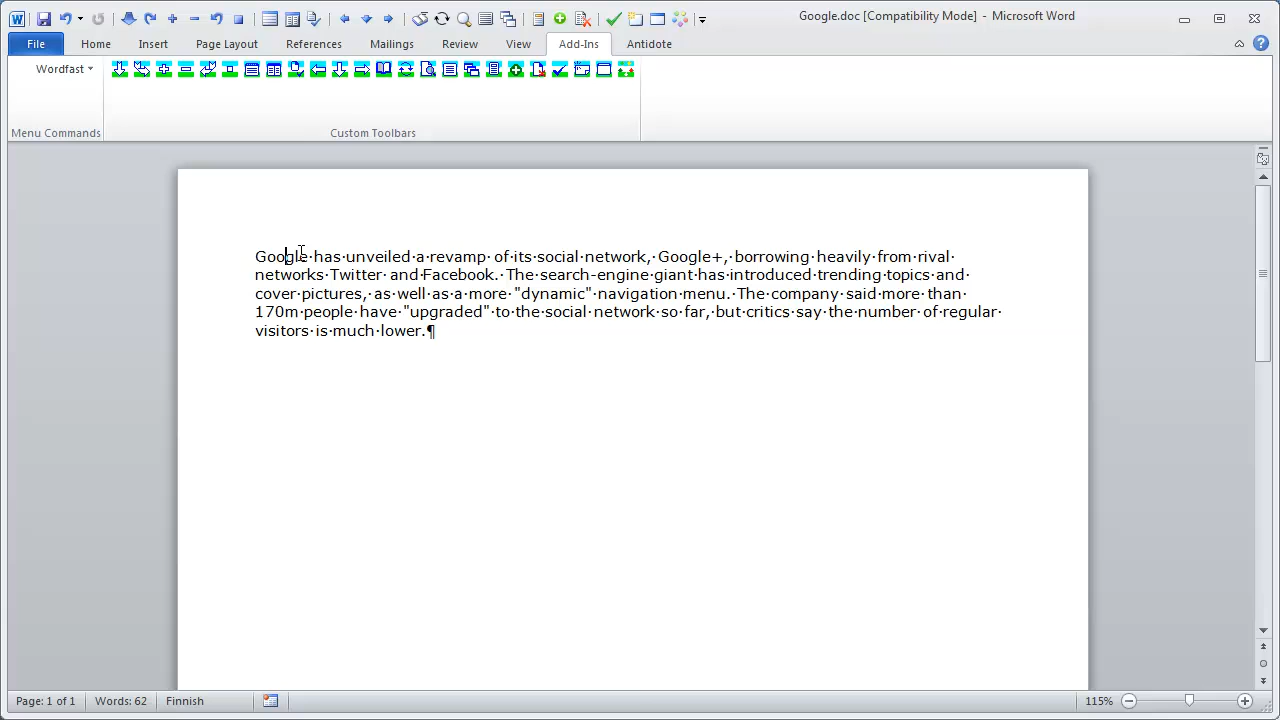 Google.doc [Compatibility Mode] - Microsoft Word
File Home Insert Page Layout References Mailings Review View Add-Ins Antidote
Wordfast
Menu Commands Custom Toolbars
Google has unveiled a revamp of its social network, Google+, borrowing heavily from rival
networks Twitter and Facebook. The search-engine giant has introduced trending topics and
cover pictures, as well as a more "dynamic" navigation menu. The company said more than
170m people have "upgraded" to the social network so far, but critics say the number of regular
visitors is much lower.¶
Page: 1 of 1 Words: 62 Finnish 115%